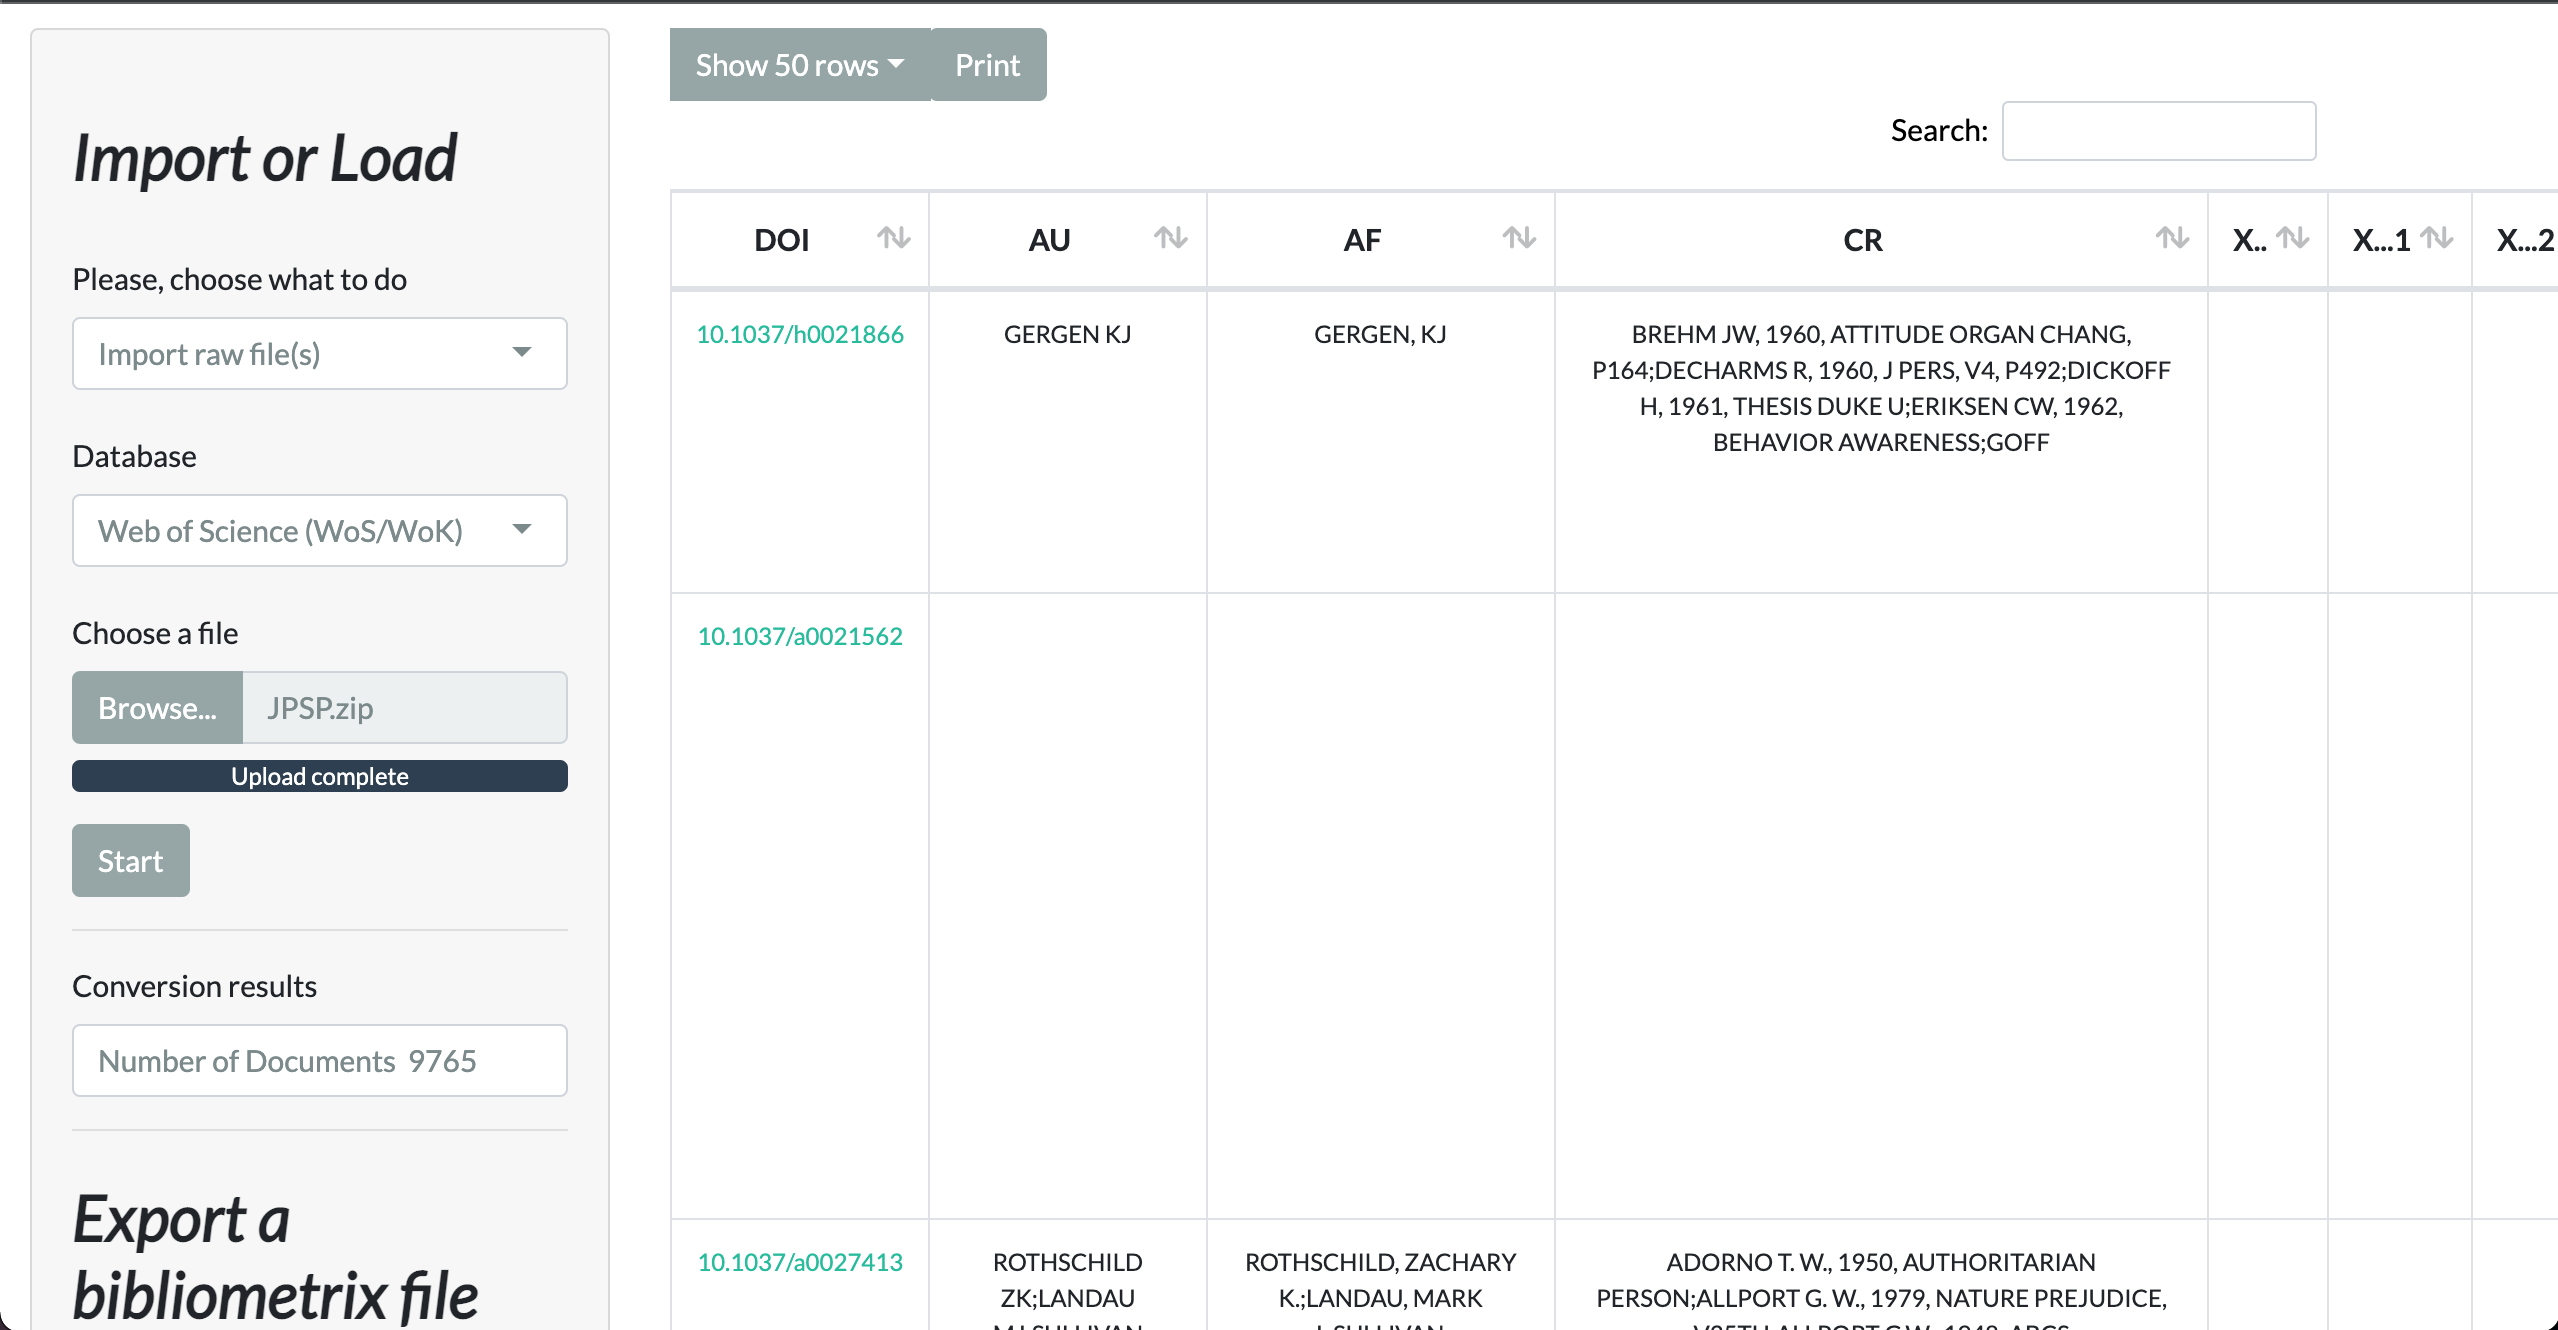 Import or Load
Please, choose what to do
Import raw file(s)
Database
Web of Science (WoS/WoK)
Choose a file
Browse... JPSP.zip
Upload complete
Start
Conversion results
Number of Documents 9765
Export a
bibliometrix file
Show 50 rows Print
Search:
DOI AU AF CR X.. X...1 X...2
10.1037/h0021866
GERGEN KJ
GERGEN, KJ
BREHM JW, 1960, ATTITUDE ORGAN CHANG,
P164;DECHARMS R, 1960, J PERS, V4, P492;DICKOFF
H, 1961, THESIS DUKE U;ERIKSEN CW, 1962,
BEHAVIOR AWARENESS;GOFF
10.1037/a0021562
10.1037/a0027413
ROTHSCHILD
ZK;LANDAU
ROTHSCHILD, ZACHARY
K.;LANDAU, MARK
ADORNO T. W., 1950, AUTHORITARIAN
PERSON;ALLPORT G. W., 1979, NATURE PREJUDICE,